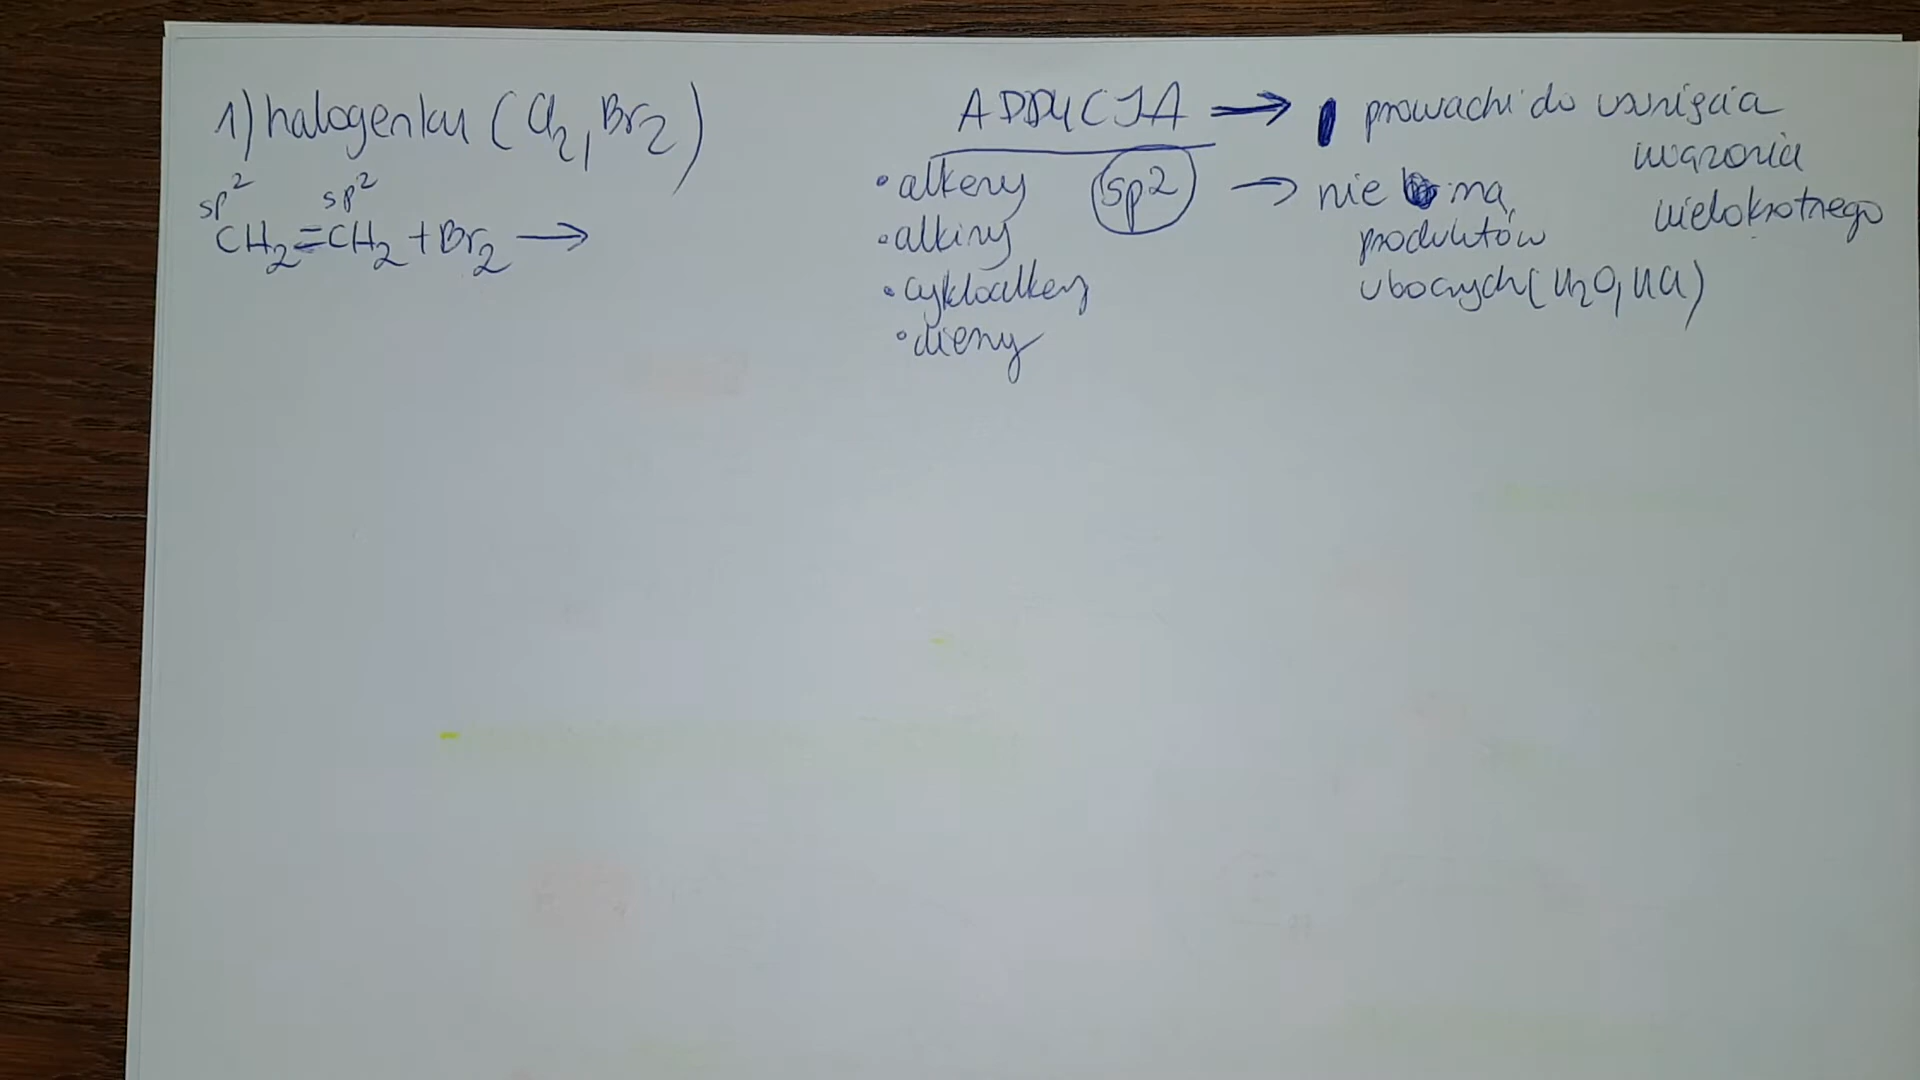 1) halogenku (Cl2, Br2)
sp2 sp2
CH2=CH2 + Br2 →
ADDYCJA → prowadzi do usunięcia
wiązania
wielokrotnego
• alkeny sp2 → nie ma
• alkiny produktów
• cykloalkeny ubocznych (H2O, HCl)
• dieny